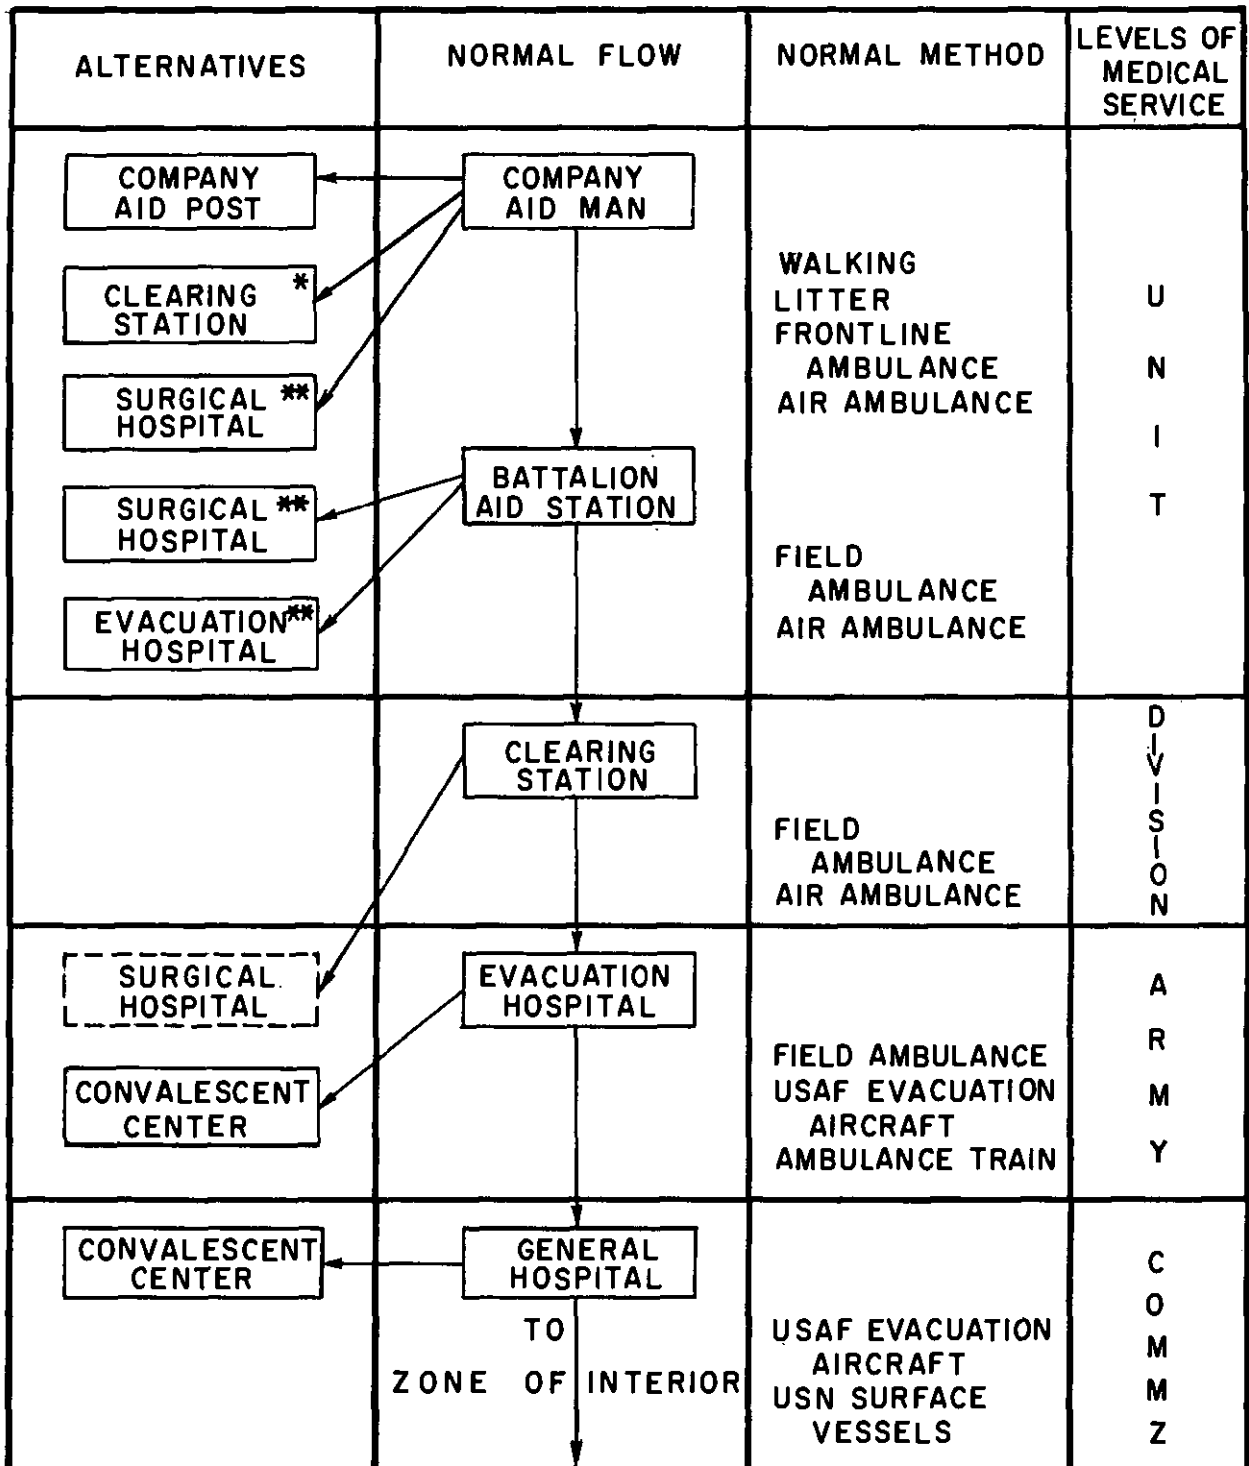 ALTERNATIVES
NORMAL FLOW
NORMAL METHOD
LEVELS OF
MEDICAL
SERVICE
COMPANY
AID POST
COMPANY
AID MAN
CLEARING *
STATION
SURGICAL **
HOSPITAL
WALKING
LITTER
FRONTLINE
AMBULANCE
AIR AMBULANCE
U
N
I
T
SURGICAL **
HOSPITAL
BATTALION
AID STATION
EVACUATION**
HOSPITAL
FIELD
AMBULANCE
AIR AMBULANCE
CLEARING
STATION
FIELD
AMBULANCE
AIR AMBULANCE
D
I
V
I
S
I
O
N
SURGICAL
HOSPITAL
EVACUATION
HOSPITAL
CONVALESCENT
CENTER
FIELD AMBULANCE
USAF EVACUATION
AIRCRAFT
AMBULANCE TRAIN
A
R
M
Y
CONVALESCENT
CENTER
GENERAL
HOSPITAL
TO
ZONE OF INTERIOR
USAF EVACUATION
AIRCRAFT
USN SURFACE
VESSELS
C
O
M
M
Z